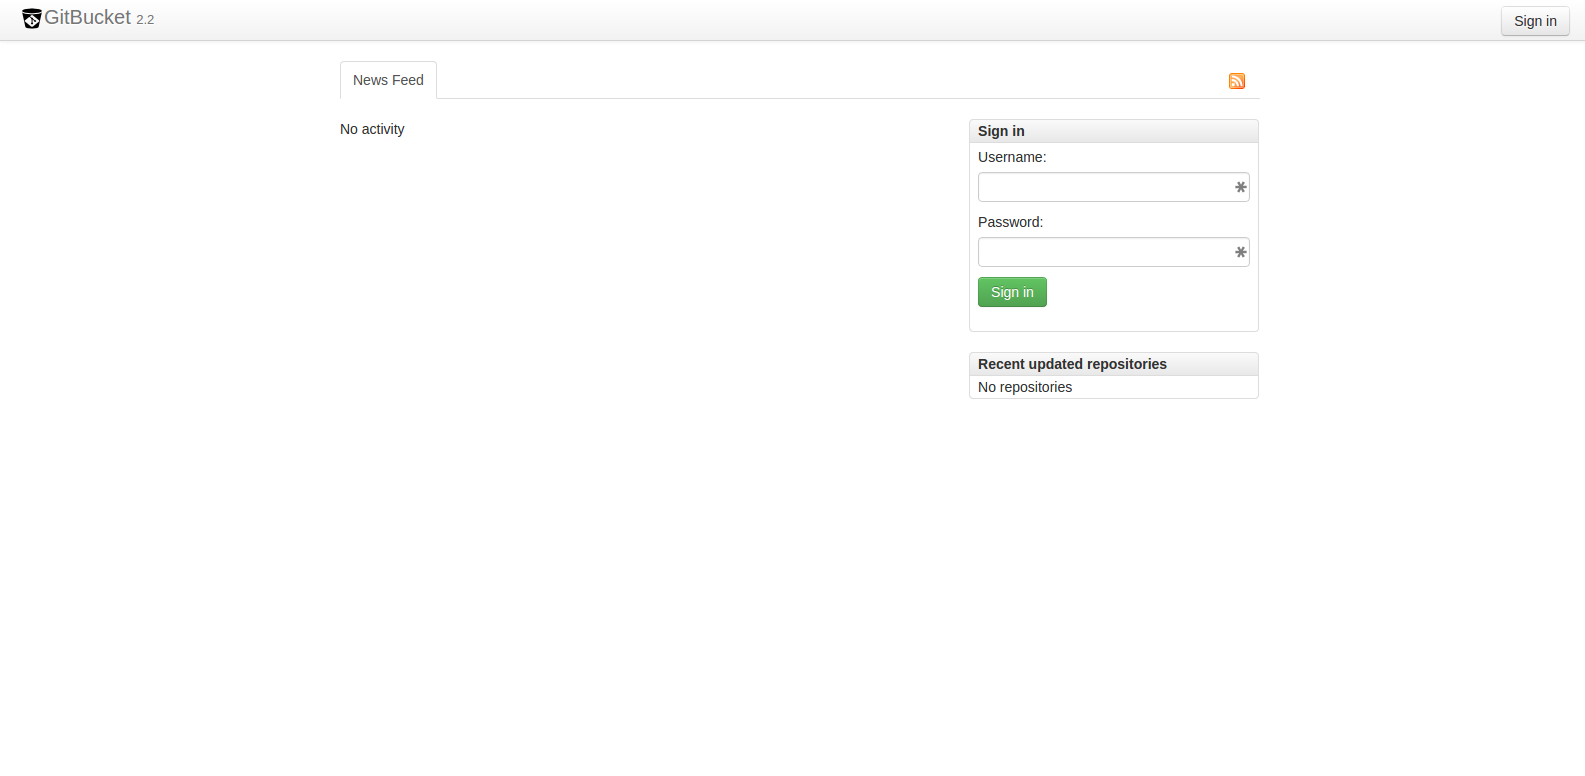 GitBucket 2.2
Sign in
News Feed
No activity
Sign in
Username:
Password:
Sign in
Recent updated repositories
No repositories